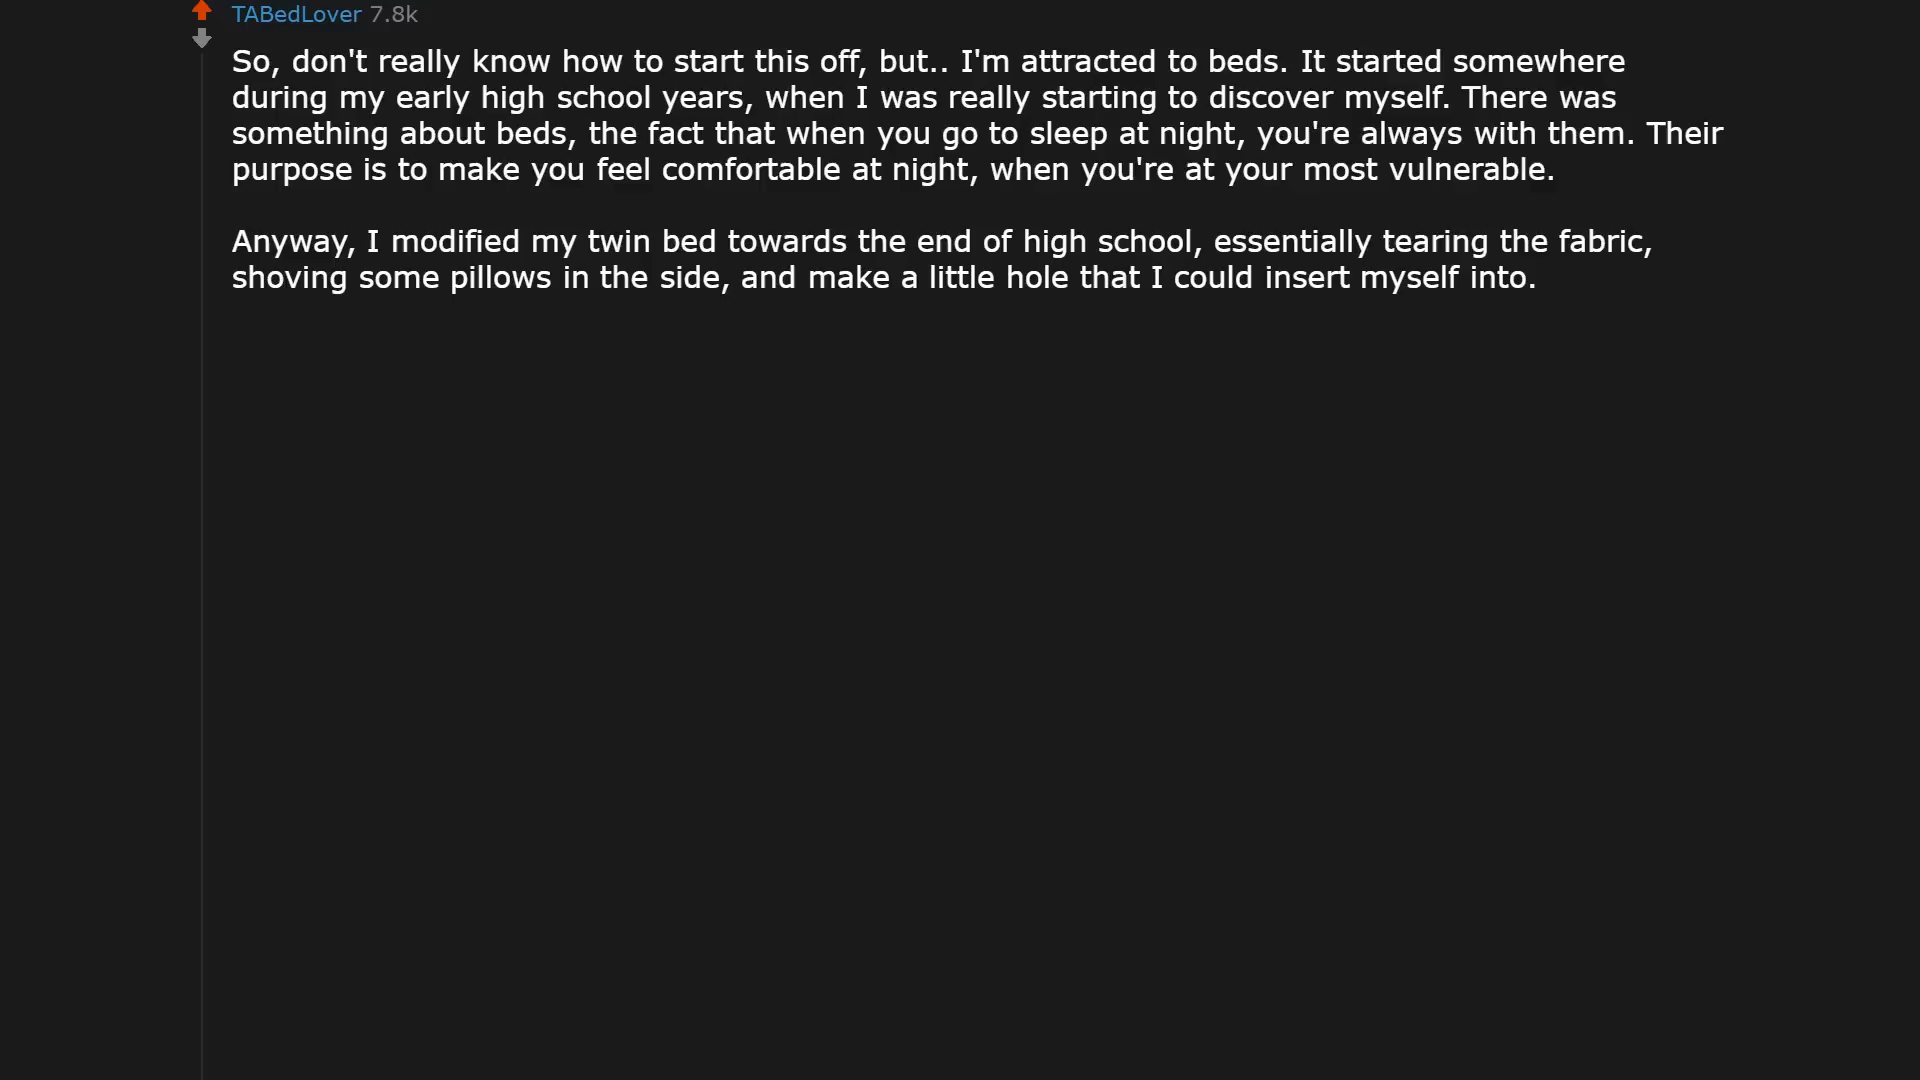 TABedLover 7.8k
So, don't really know how to start this off, but.. I'm attracted to beds. It started somewhere
during my early high school years, when I was really starting to discover myself. There was
something about beds, the fact that when you go to sleep at night, you're always with them. Their
purpose is to make you feel comfortable at night, when you're at your most vulnerable.
Anyway, I modified my twin bed towards the end of high school, essentially tearing the fabric,
shoving some pillows in the side, and make a little hole that I could insert myself into.